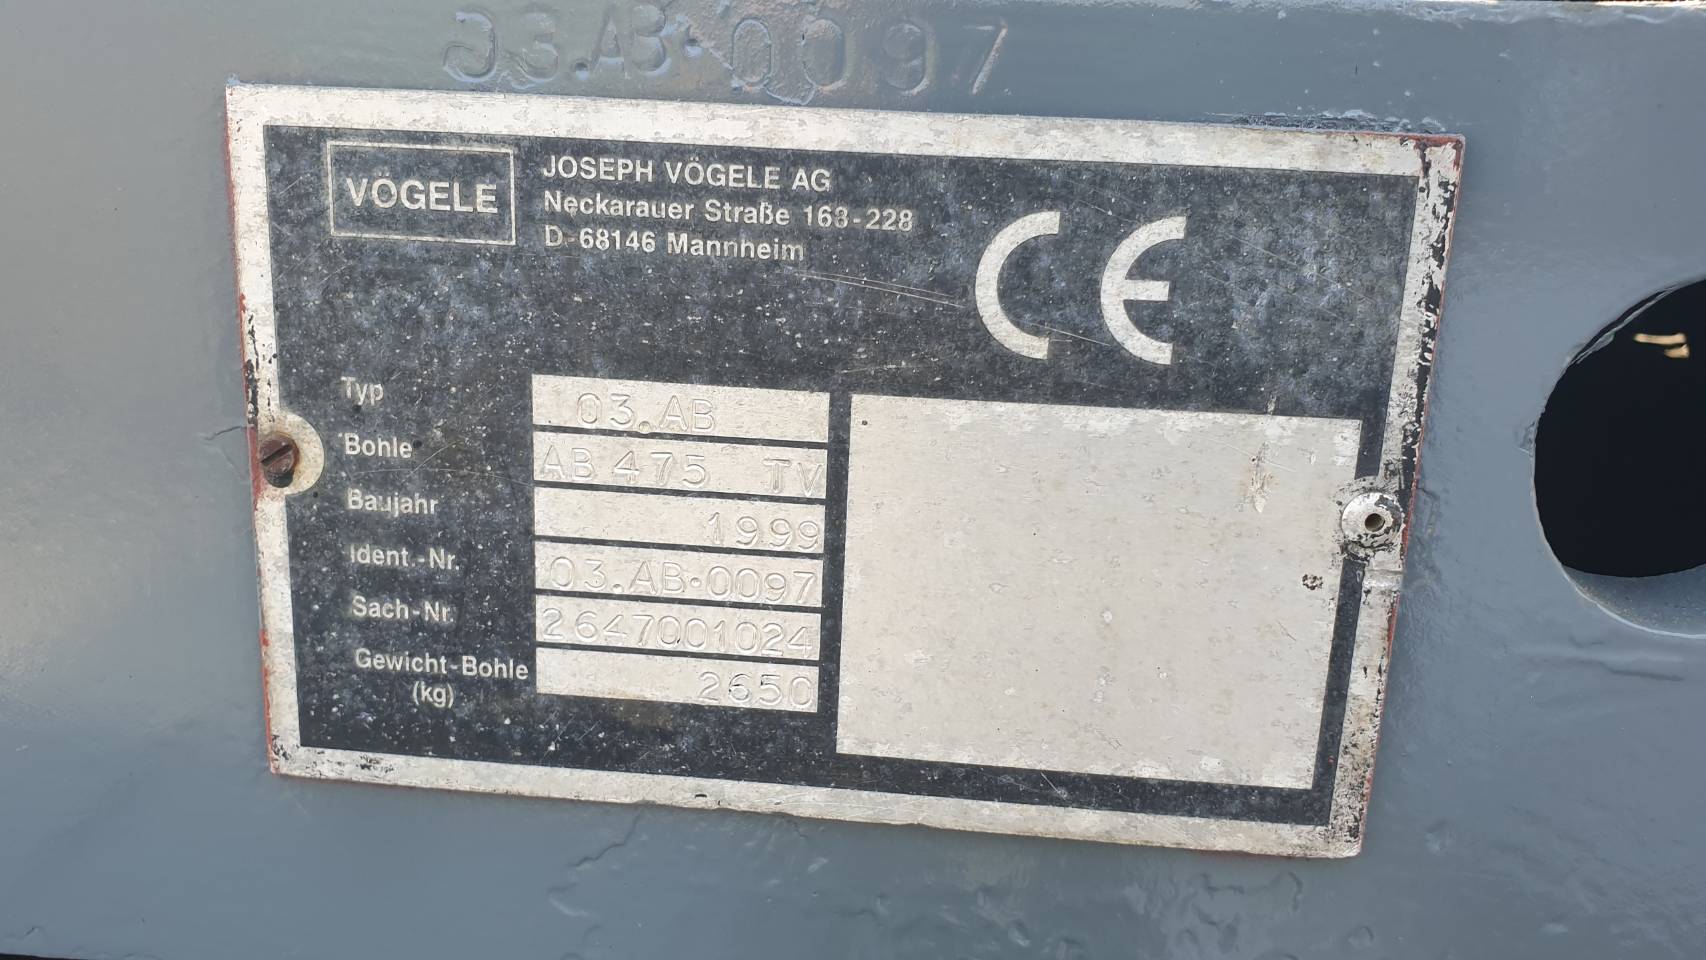 03.AB·0097
VÖGELE
JOSEPH VÖGELE AG
Neckarauer Straße 168-228
D-68146 Mannheim
CE
Typ 03.AB
Bohle AB 475 TV
Baujahr 1999
Ident.-Nr. 03.AB·0097
Sach-Nr. 2647001024
Gewicht-Bohle 2650
(kg)